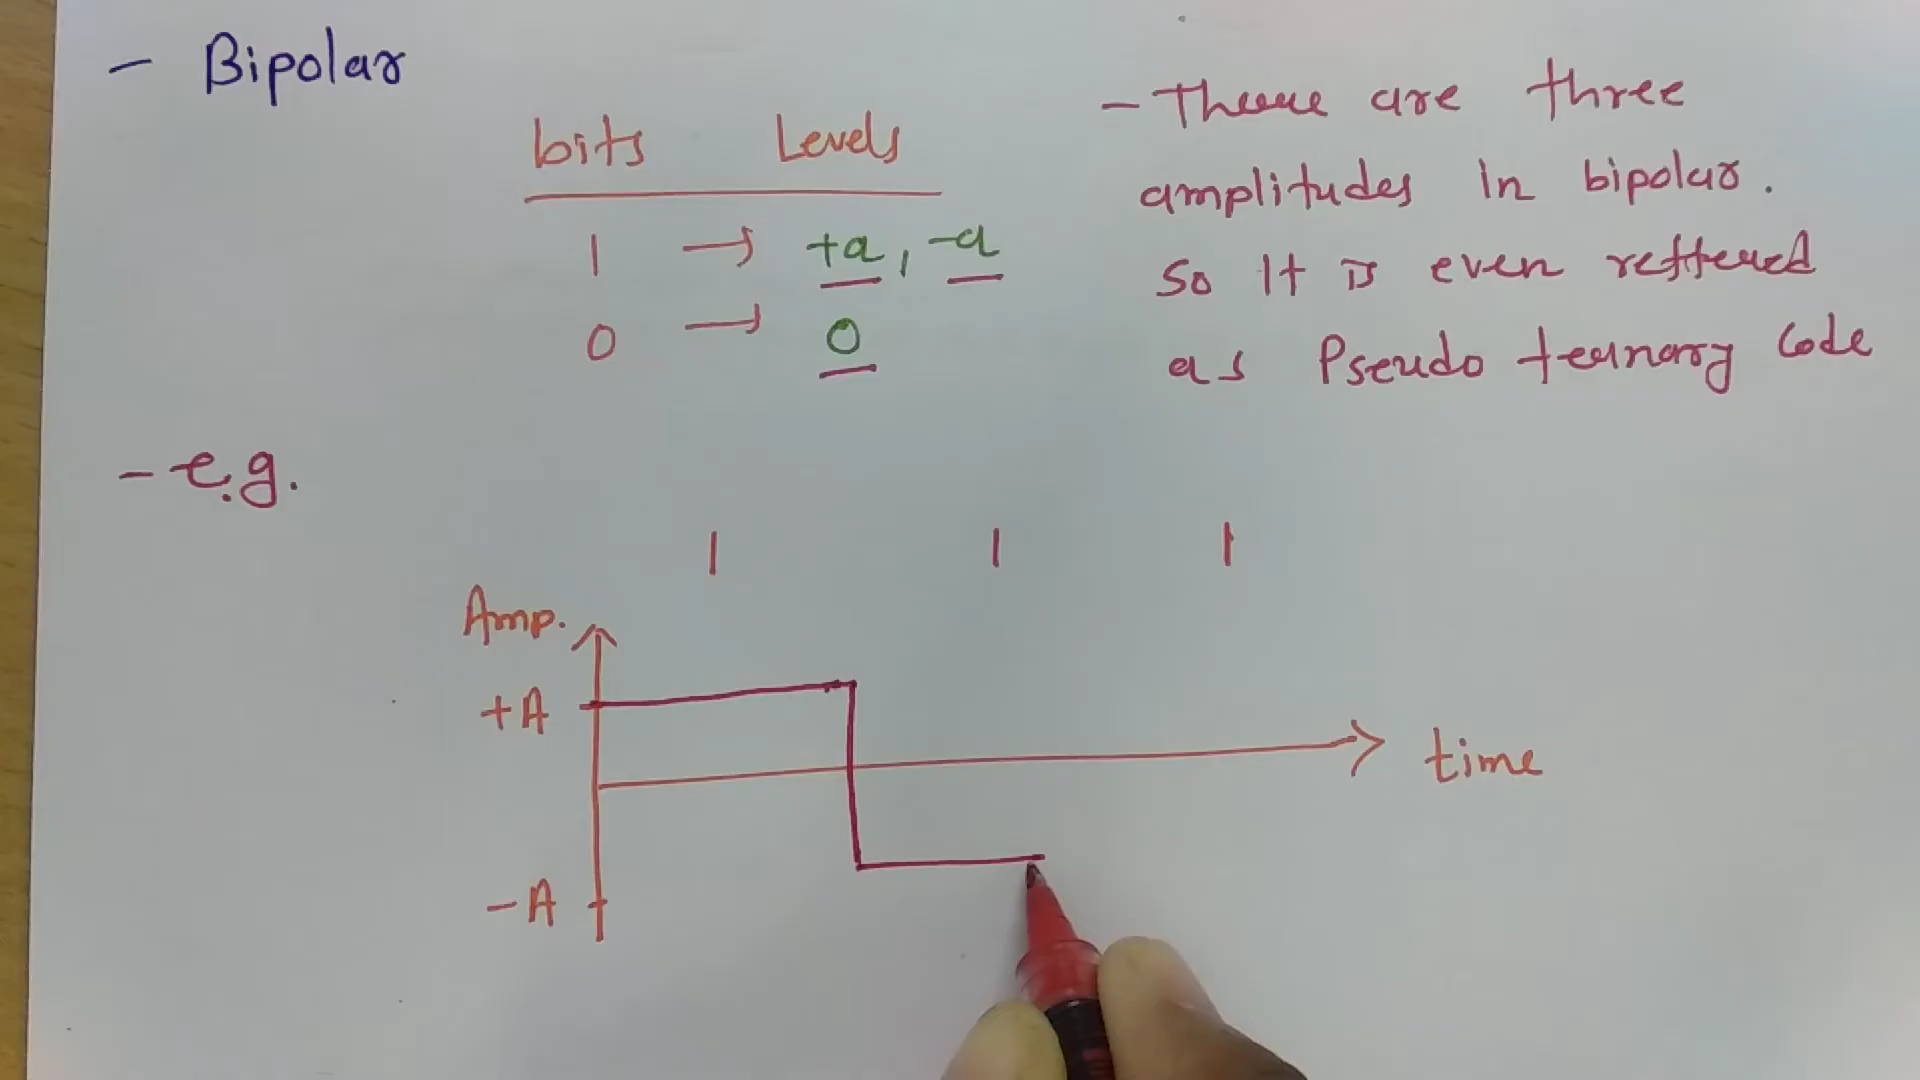 - Bipolar
bits Levels
1 → +a, -a
0 → 0
- There are three
amplitudes in bipolar.
So It is even reffered
as Pseudo ternary Code
- e.g.
1 1 1
Amp.
+A
time
-A